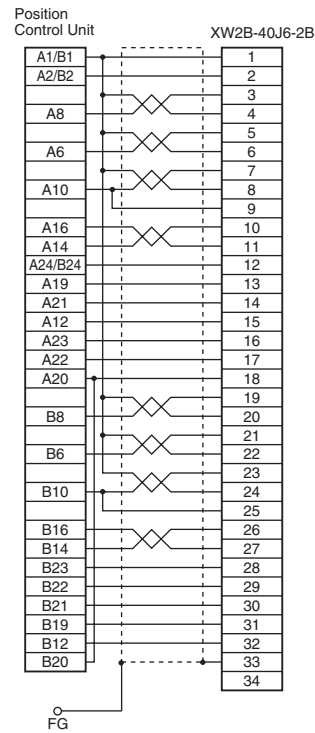 Position
Control Unit
XW2B-40J6-2B
A1/B1 1
A2/B2 2
3
A8 4
5
A6 6
7
A10 8
9
A16 10
A14 11
A24/B24 12
A19 13
A21 14
A12 15
A23 16
A22 17
A20 18
19
B8 20
21
B6 22
23
B10 24
25
B16 26
B14 27
B23 28
B22 29
B21 30
B19 31
B12 32
B20 33
34
FG